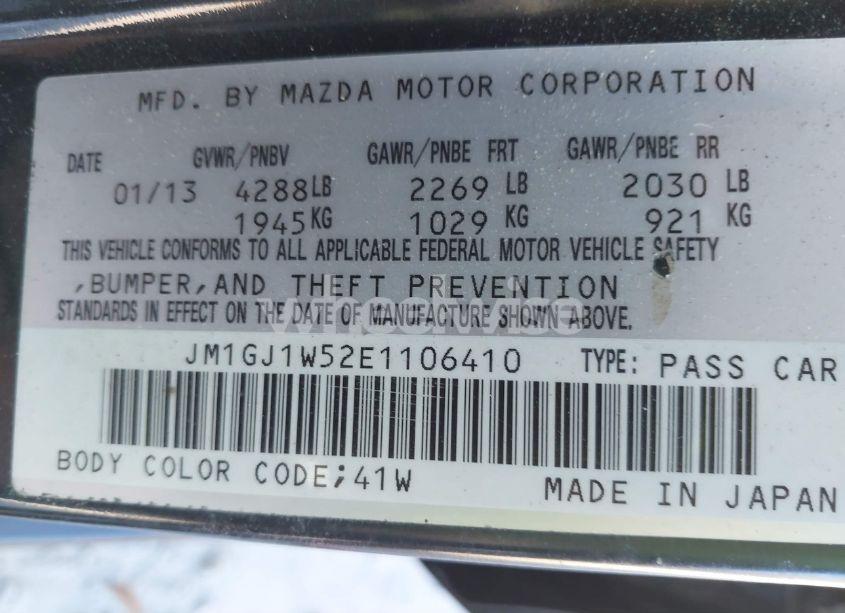 MFD. BY MAZDA MOTOR CORPORATION
DATE GVWR/PNBV GAWR/PNBE FRT GAWR/PNBE RR
01/13 4288LB 2269 LB 2030 LB
1945KG 1029 KG 921 KG
THIS VEHICLE CONFORMS TO ALL APPLICABLE FEDERAL MOTOR VEHICLE SAFETY
,BUMPER,AND THEFT PREVENTION
STANDARDS IN EFFECT ON THE DATE OF MANUFACTURE SHOWN ABOVE.
wheelwise
JM1GJ1W52E1106410 TYPE: PASS CAR
BODY COLOR CODE;41W MADE IN JAPAN